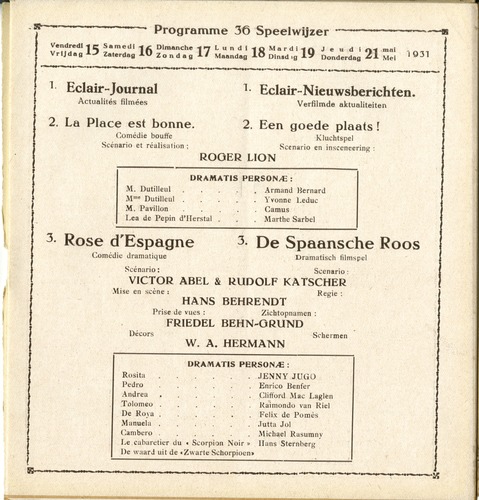 Programme 36 Speelwijzer
Vendredi 15 Samedi 16 Dimanche 17 Lundi 18 Mardi 19 Jeudi 21 mai 1931
Vrijdag Zaterdag Zondag Maandag Dinsdag Donderdag Mei
1. Eclair-Journal 1. Eclair-Nieuwsberichten.
Actualités filmées Verfilmde aktualiteiten
2. La Place est bonne. 2. Een goede plaats !
Comédie bouffe Kluchtspel
Scénario et réalisation : Scenario en insceneering :
ROGER LION
DRAMATIS PERSONÆ :
M. Dutilleul . . . . . Armand Bernard
Mme Dutilleul . . . . . Yvonne Leduc
M. Pavillon . . . . . Camus
Lea de Pepin d'Herstal . . . Marthe Sarbel
3. Rose d'Espagne 3. De Spaansche Roos
Comédie dramatique Dramatisch filmspel
Scénario : Scenario :
VICTOR ABEL & RUDOLF KATSCHER
Mise en scène : Regie :
HANS BEHRENDT
Prise de vues : Zichtopnamen :
FRIEDEL BEHN-GRUND
Décors Schermen
W. A. HERMANN
DRAMATIS PERSONÆ :
Rosita . . . . . . JENNY JUGO
Pedro . . . . . . Enrico Benfer
Andrea . . . . . . Clifford Mac Laglen
Tolomeo . . . . . . Raimondo van Riel
De Roya . . . . . . Felix de Pomés
Manuela . . . . . . Jutta Jol
Cambero . . . . . . Michael Rasumny
Le cabaretier du « Scorpion Noir » Hans Sternberg
De waard uit de «Zwarte Schorpioen»